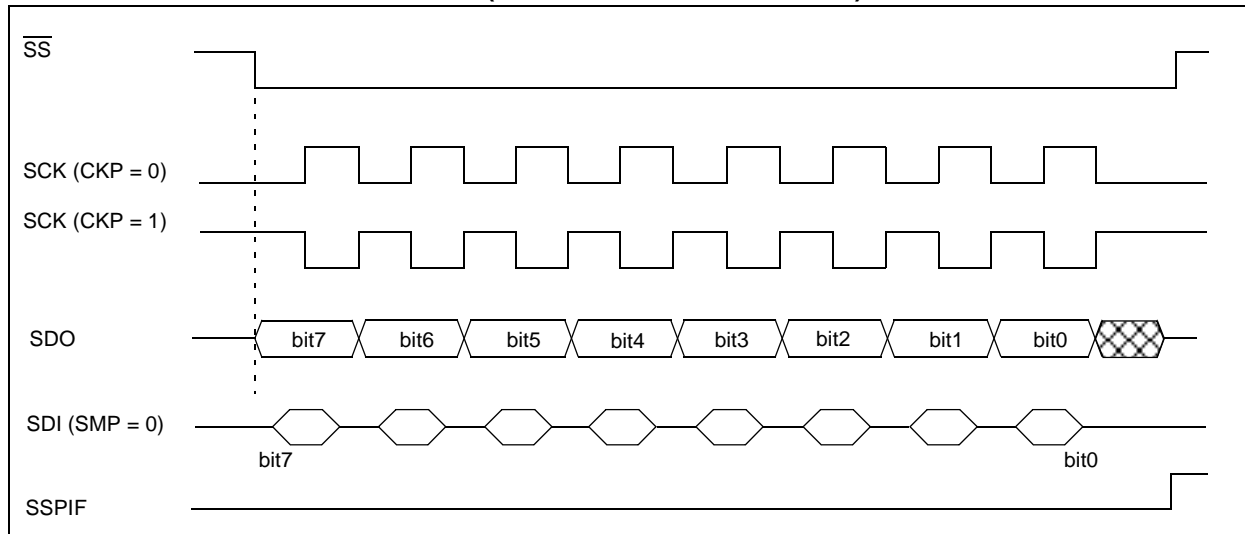 SS
SCK (CKP = 0)
SCK (CKP = 1)
SDO bit7 bit6 bit5 bit4 bit3 bit2 bit1 bit0
SDI (SMP = 0)
bit7 bit0
SSPIF